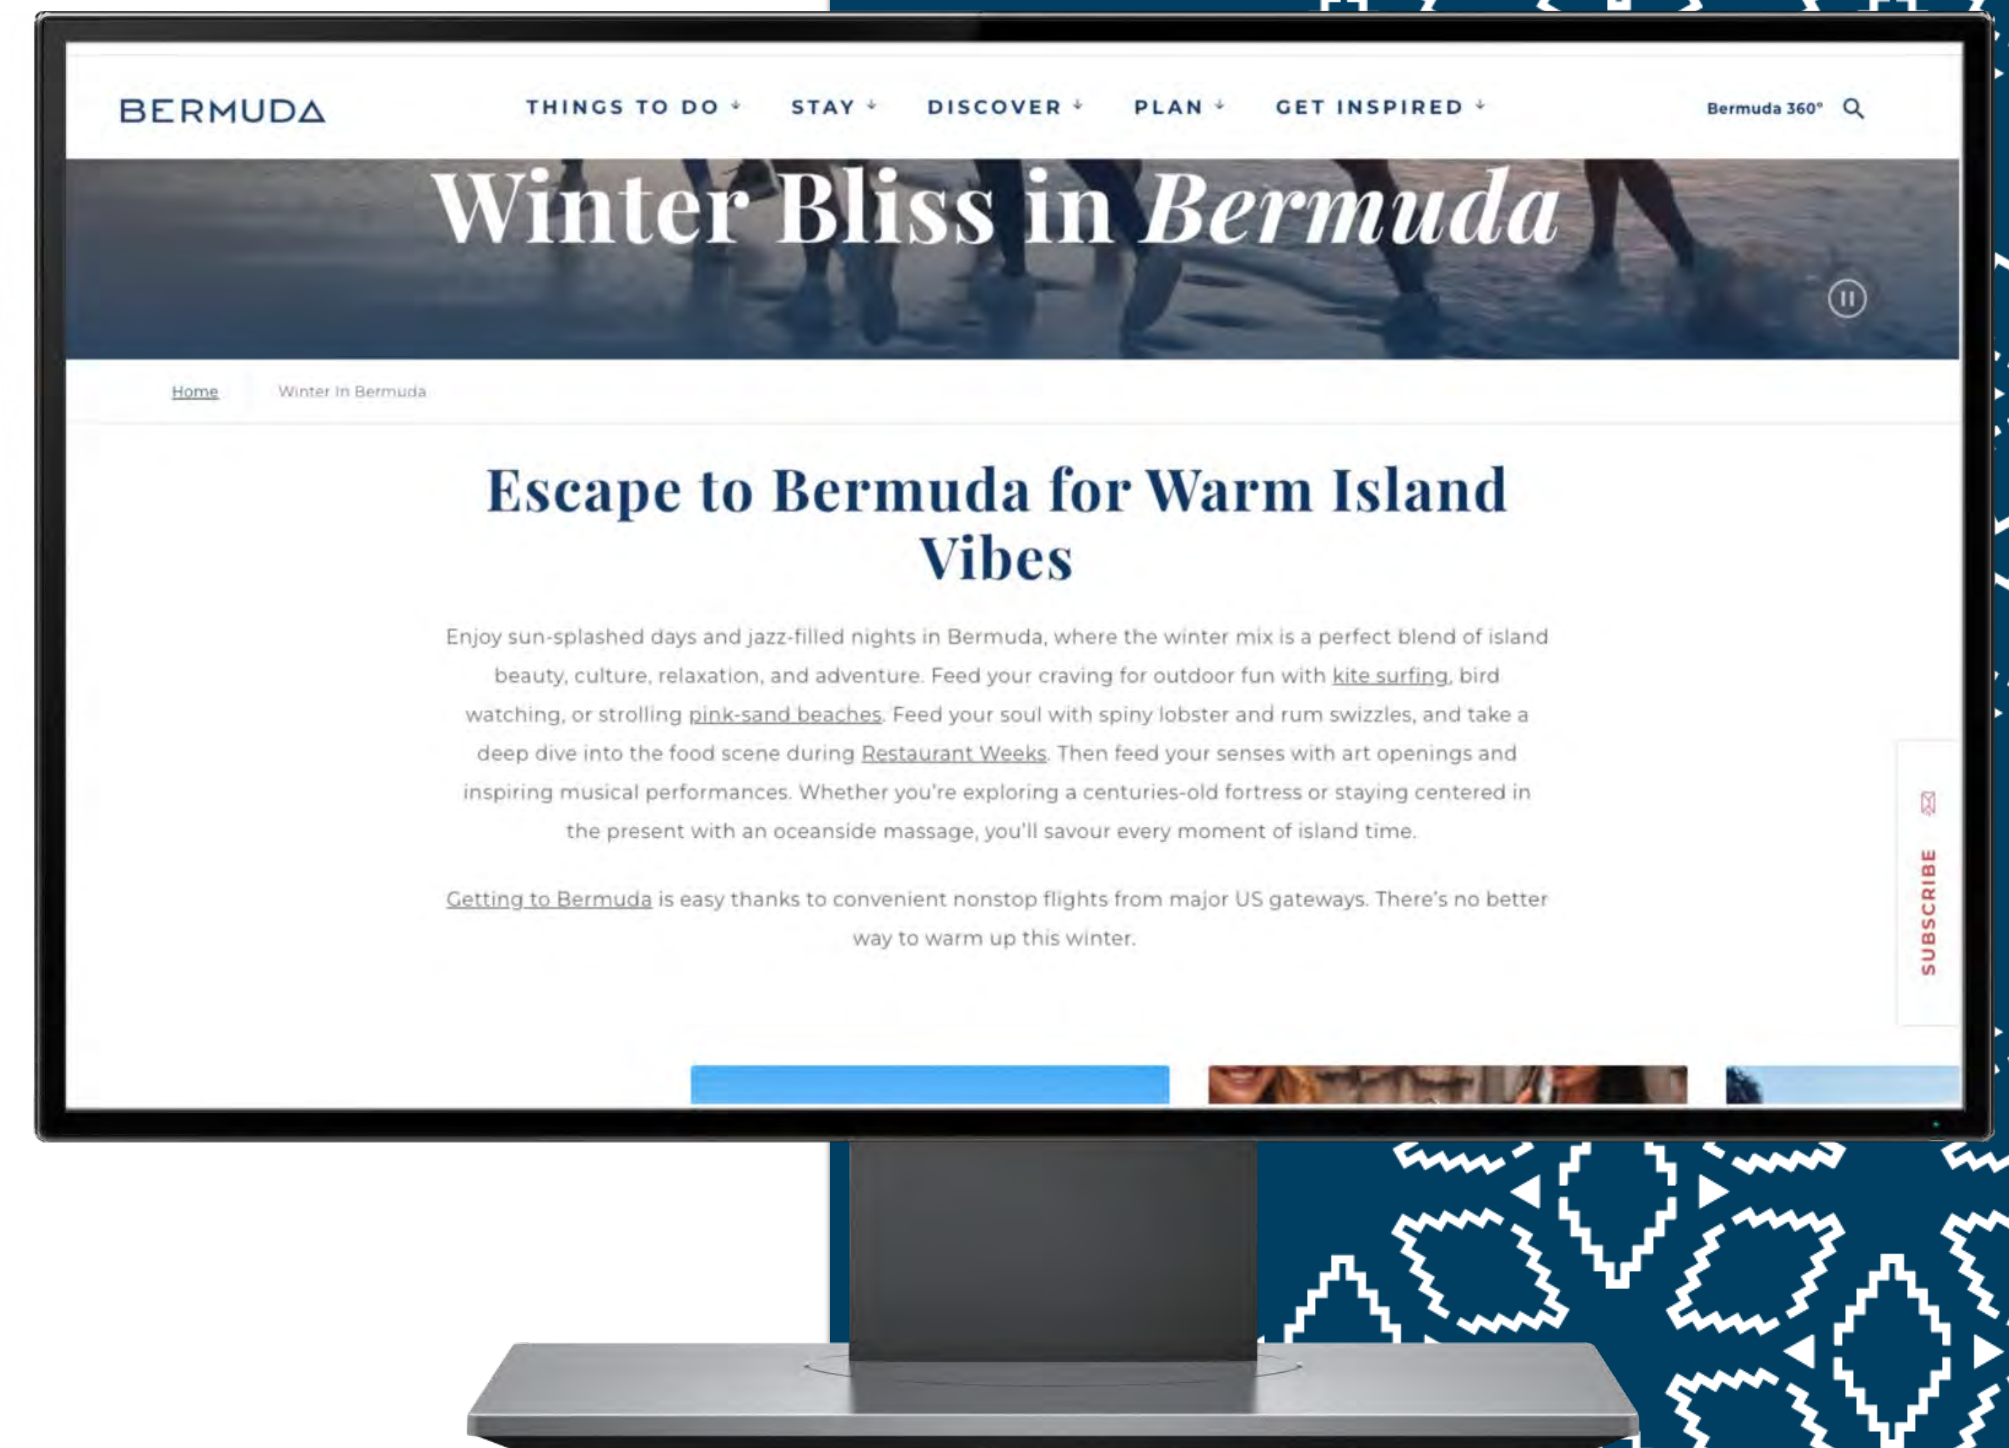 BERMUDA
THINGS TO DO STAY DISCOVER PLAN GET INSPIRED
Bermuda 360°
Winter Bliss in Bermuda
Home Winter In Bermuda
Escape to Bermuda for Warm Island
Vibes
Enjoy sun-splashed days and jazz-filled nights in Bermuda, where the winter mix is a perfect blend of island
beauty, culture, relaxation, and adventure. Feed your craving for outdoor fun with kite surfing, bird
watching, or strolling pink-sand beaches. Feed your soul with spiny lobster and rum swizzles, and take a
deep dive into the food scene during Restaurant Weeks. Then feed your senses with art openings and
inspiring musical performances. Whether you're exploring a centuries-old fortress or staying centered in
the present with an oceanside massage, you'll savour every moment of island time.
Getting to Bermuda is easy thanks to convenient nonstop flights from major US gateways. There's no better
way to warm up this winter.
SUBSCRIBE